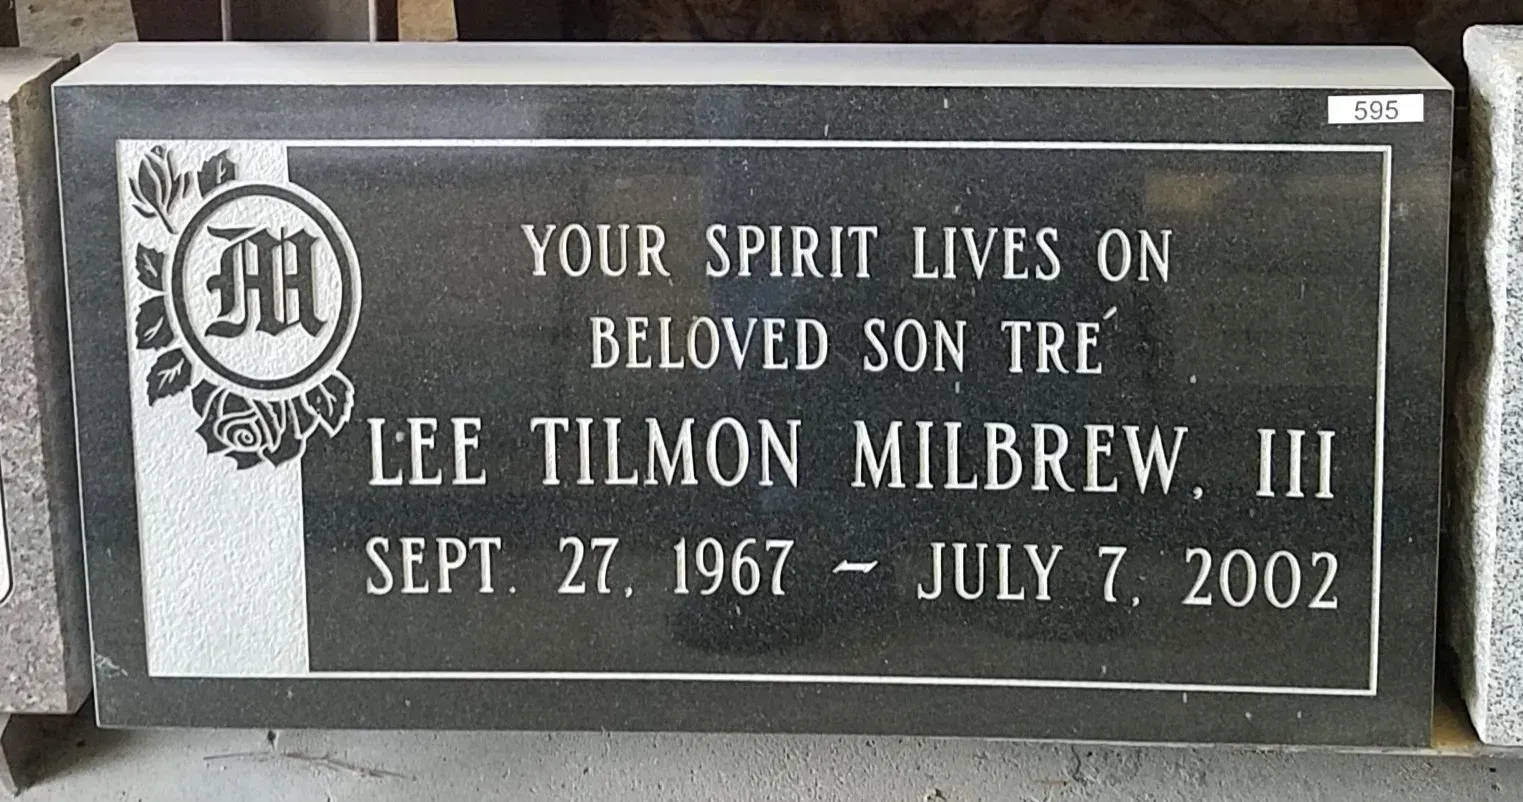 595
M
YOUR SPIRIT LIVES ON
BELOVED SON TRÉ
LEE TILMON MILBREW, III
SEPT. 27, 1967 ~ JULY 7, 2002